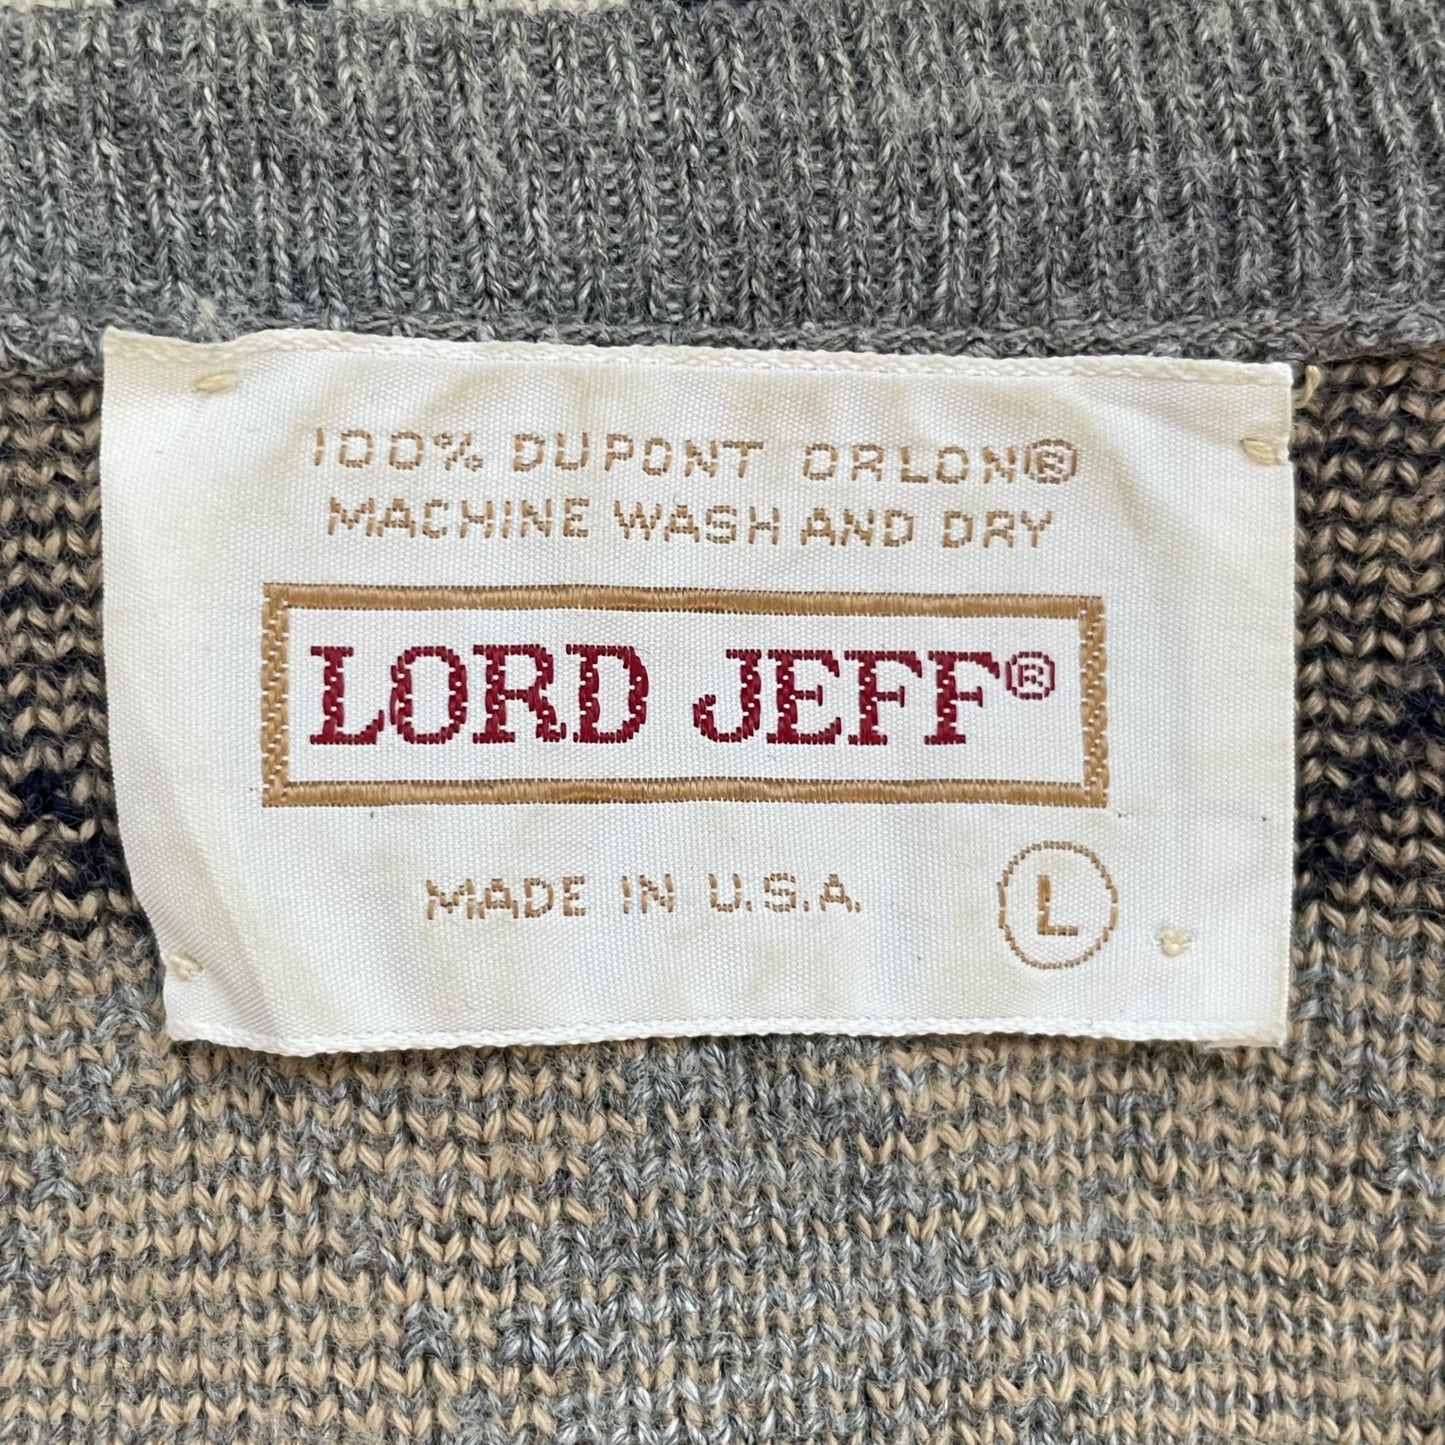 100% DUPONT ORLON®
MACHINE WASH AND DRY
LORD JEFF®
MADE IN U.S.A.
L